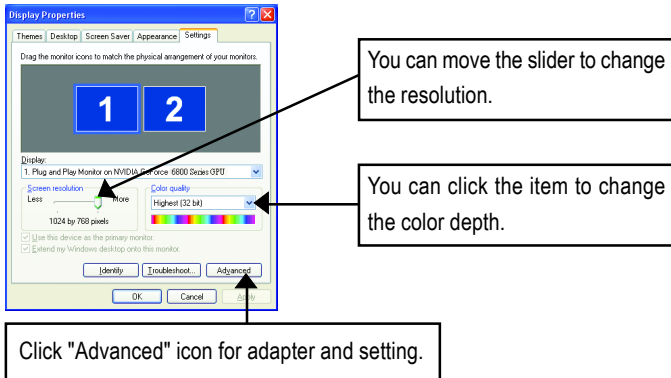 Display Properties
Themes Desktop Screen Saver Appearance Settings
Drag the monitor icons to match the physical arrangement of your monitors.
1 2
Display:
1. Plug and Play Monitor on NVIDIA GeForce 6800 Series GPU
Screen resolution
Less More
1024 by 768 pixels
Color quality
Highest (32 bit)
Use this device as the primary monitor.
Extend my Windows desktop onto this monitor.
Identify Troubleshoot... Advanced
OK Cancel Apply
You can move the slider to change
the resolution.
You can click the item to change
the color depth.
Click "Advanced" icon for adapter and setting.